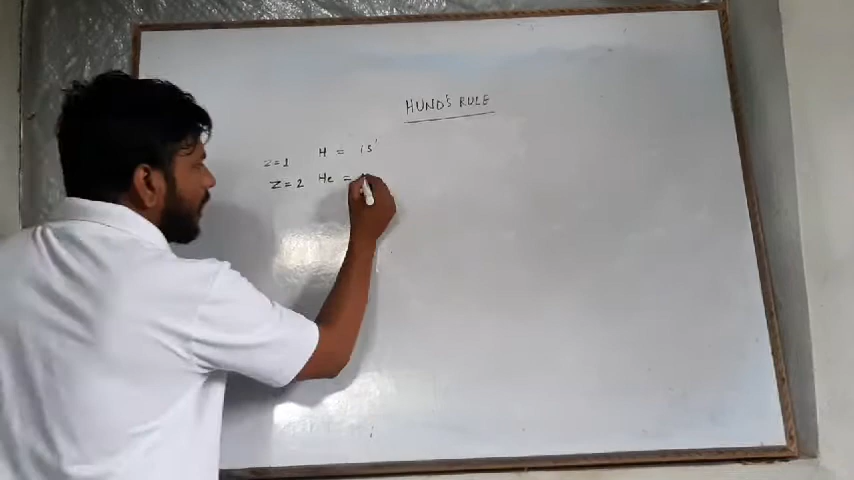 HUND'S RULE
Z=1 H = 1S¹
Z=2 He =